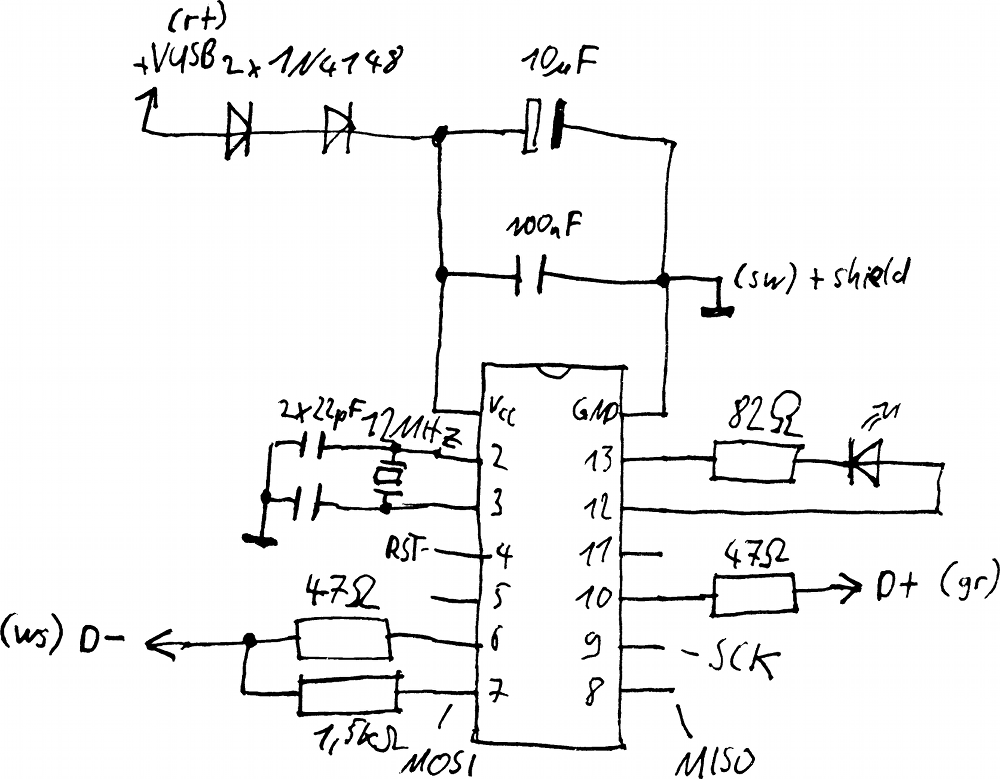 (rt)
+VUSB 2x 1N4148
10µF
100nF
(sw) + shield
VCC
GND
2x22pF 12MHz
82Ω
2
13
3
12
RST- 4
11
47Ω
47Ω
5
10
D+ (gr)
(ws) D-
6
9
-SCK
7
8
1,5kΩ
MOSI
MISO